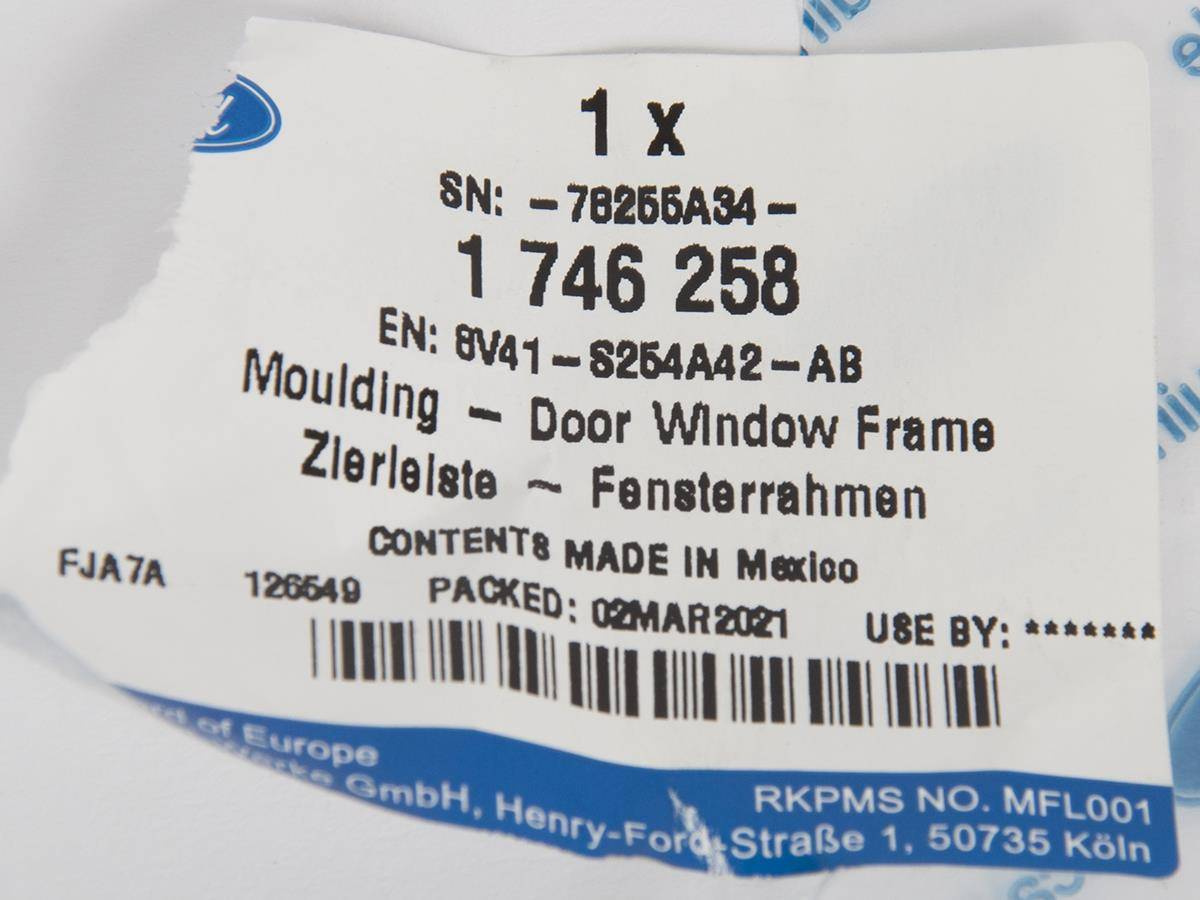 1 x
SN: -78255A34-
1 746 258
EN: 8V41-S254A42-AB
Moulding - Door Window Frame
Zierleiste - Fensterrahmen
CONTENTS MADE IN Mexico
FJA7A 126549 PACKED: 02MAR2021 USE BY: *******
of Europe
GmbH, Henry-Ford-Straße 1, 50735 Köln
RKPMS NO. MFL001